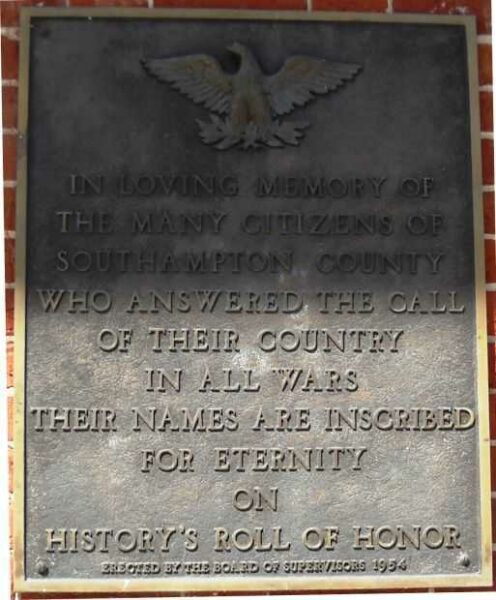 IN LOVING MEMORY OF
THE MANY CITIZENS OF
SOUTHAMPTON COUNTY
WHO ANSWERED THE CALL
OF THEIR COUNTRY
IN ALL WARS
THEIR NAMES ARE INSCRIBED
FOR ETERNITY
ON
HISTORY'S ROLL OF HONOR
ERECTED BY THE BOARD OF SUPERVISORS 1954